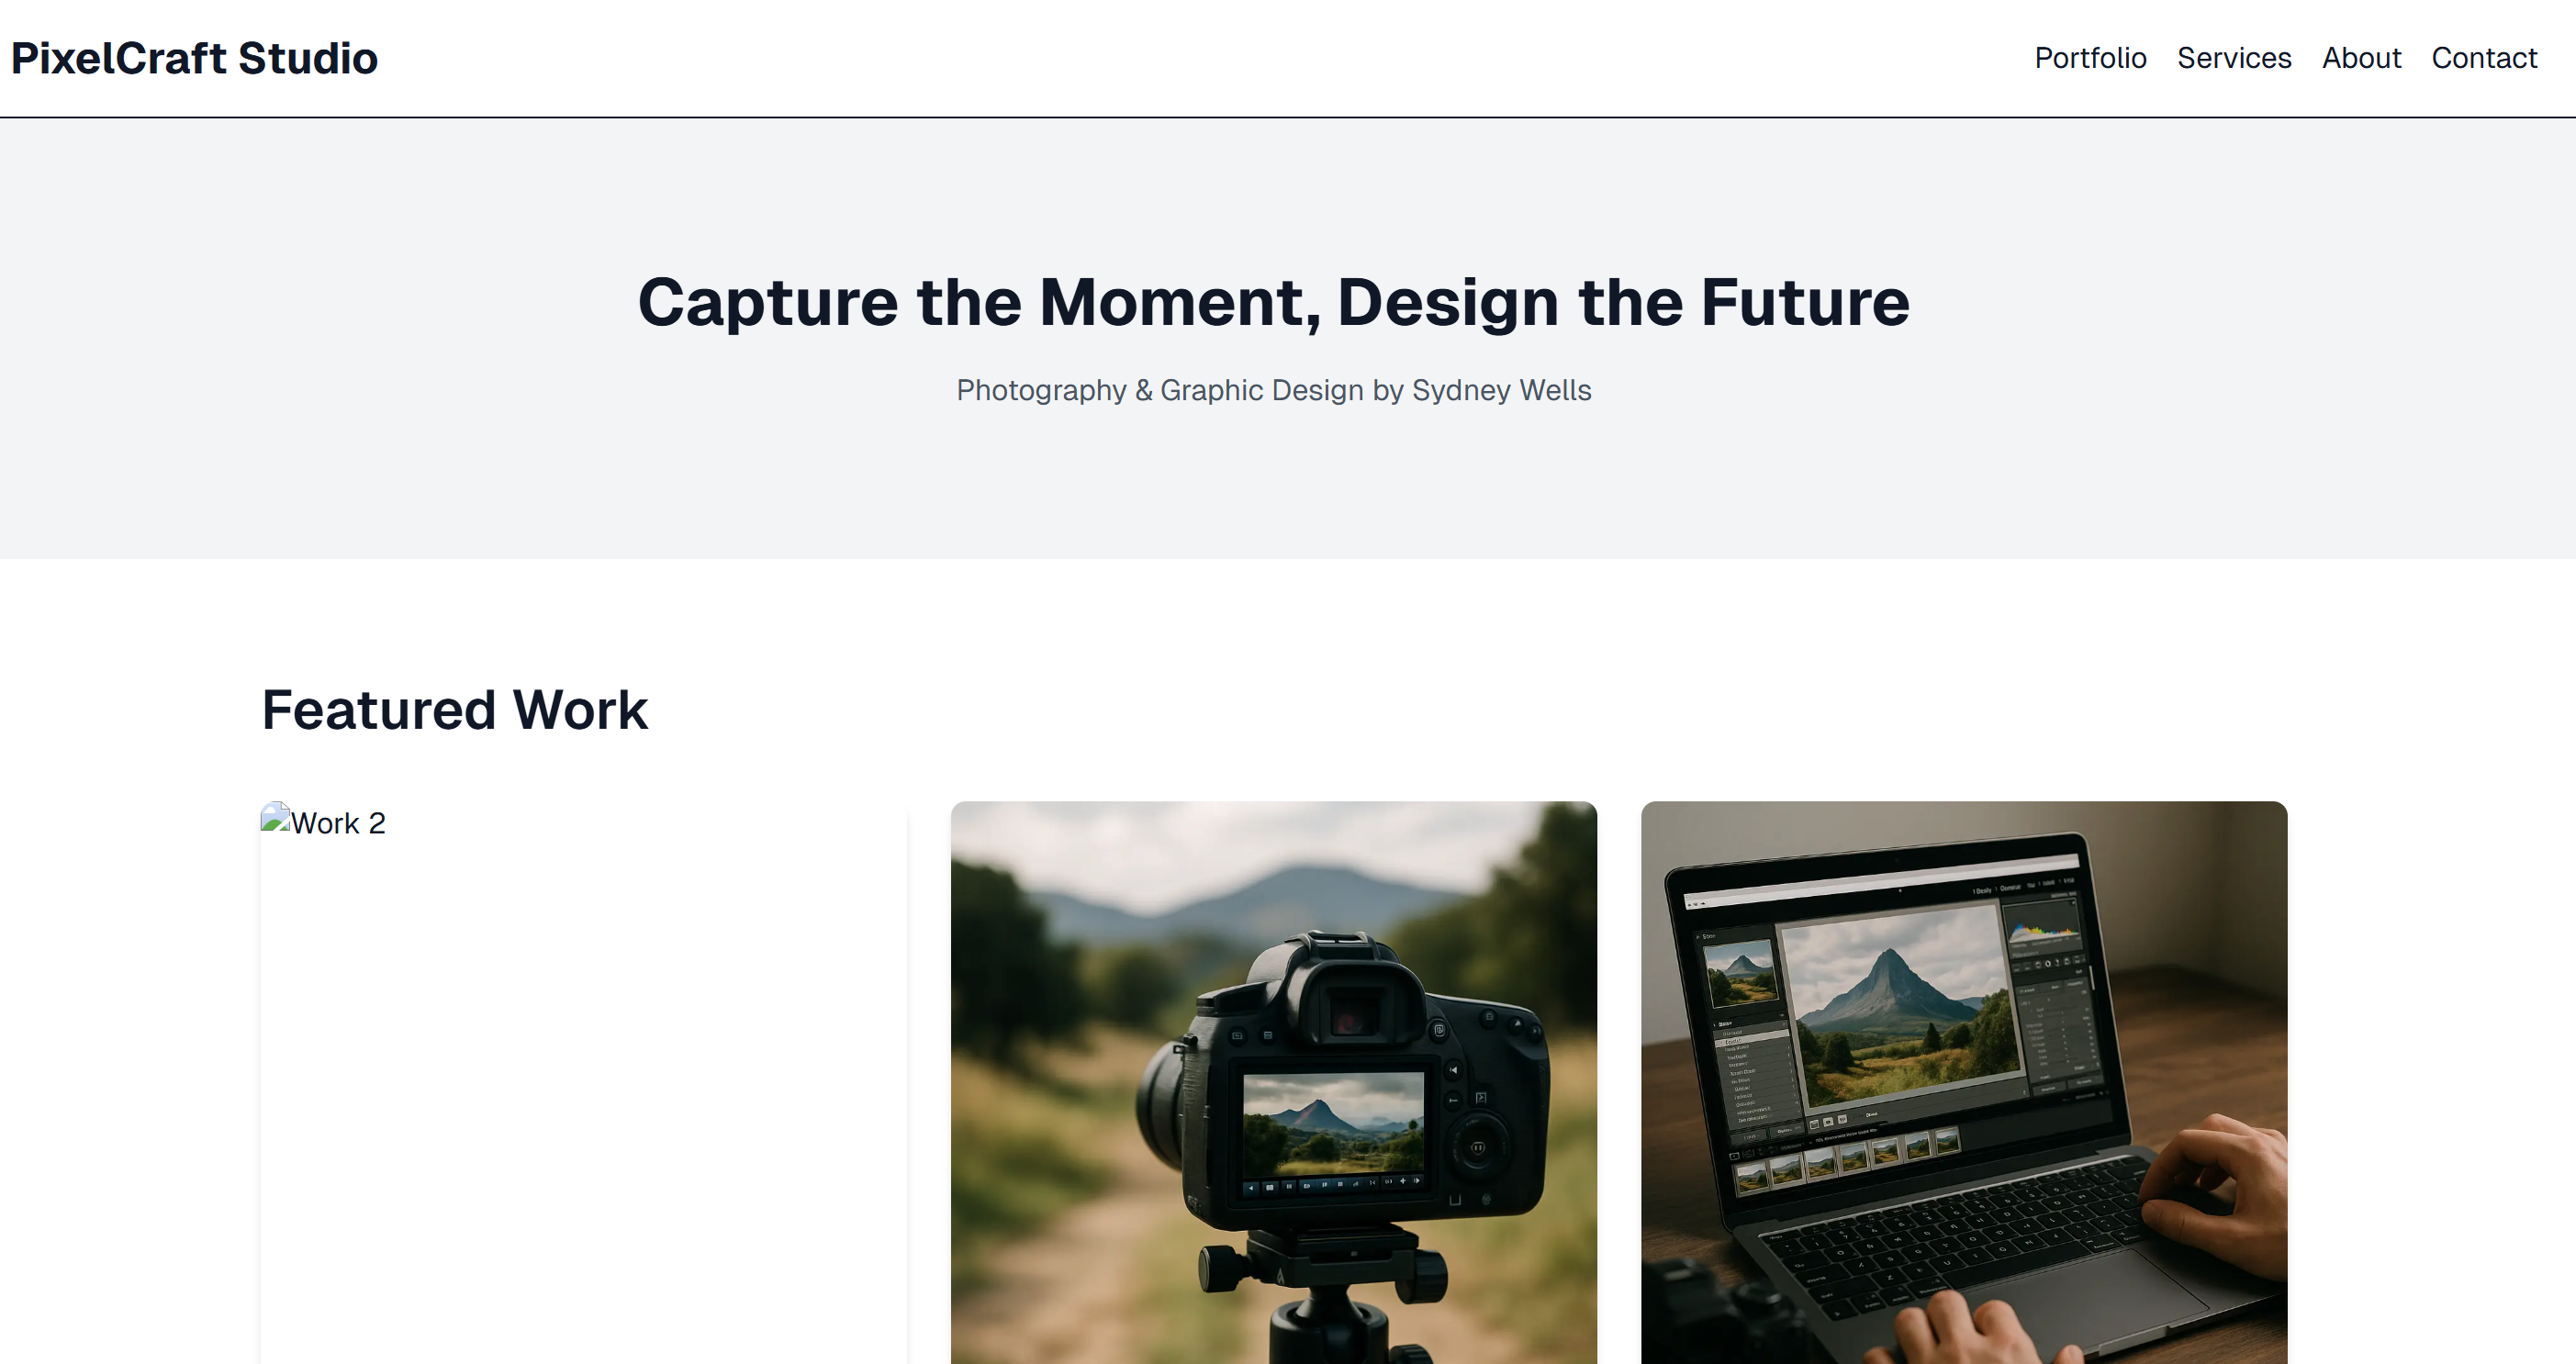 PixelCraft Studio
Portfolio Services About Contact
Capture the Moment, Design the Future
Photography & Graphic Design by Sydney Wells
Featured Work
Work 2